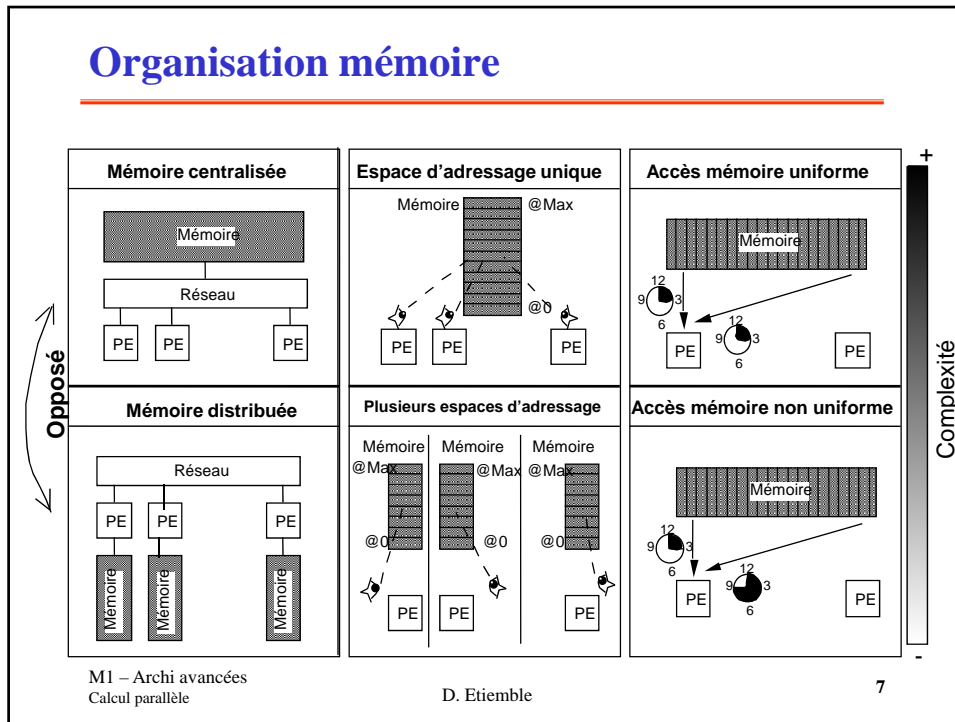 Organisation mémoire
Mémoire centralisée
Mémoire
Réseau
PE
PE
PE
Espace d'adressage unique
Mémoire
@Max
@0
PE
PE
PE
Accès mémoire uniforme
Mémoire
12
9
3
6
12
9
3
6
PE
PE
Opposé
Mémoire distribuée
Réseau
PE
PE
PE
Mémoire
Mémoire
Mémoire
Plusieurs espaces d'adressage
Mémoire
Mémoire
Mémoire
@Max
@Max
@Max
@0
@0
@0
PE
PE
PE
Accès mémoire non uniforme
Mémoire
12
9
3
6
12
9
3
6
PE
PE
+
Complexité
-
M1 – Archi avancées
Calcul parallèle
D. Etiemble
7